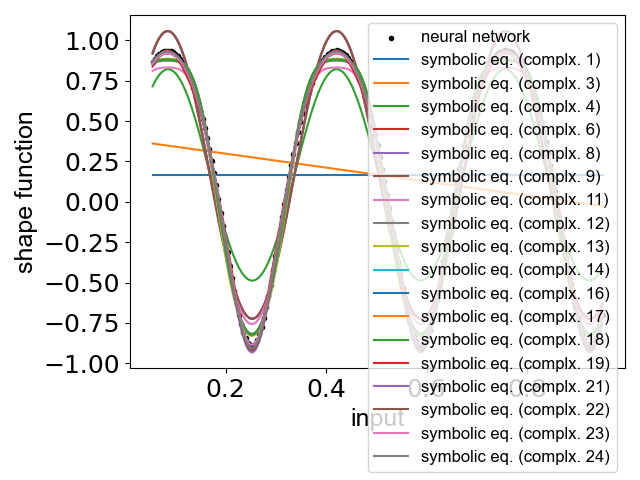 1.00
0.75
0.50
0.25
0.00
−0.25
−0.50
−0.75
−1.00
shape function
0.2
0.4
0.6
0.8
input
neural network
symbolic eq. (complx. 1)
symbolic eq. (complx. 3)
symbolic eq. (complx. 4)
symbolic eq. (complx. 6)
symbolic eq. (complx. 8)
symbolic eq. (complx. 9)
symbolic eq. (complx. 11)
symbolic eq. (complx. 12)
symbolic eq. (complx. 13)
symbolic eq. (complx. 14)
symbolic eq. (complx. 16)
symbolic eq. (complx. 17)
symbolic eq. (complx. 18)
symbolic eq. (complx. 19)
symbolic eq. (complx. 21)
symbolic eq. (complx. 22)
symbolic eq. (complx. 23)
symbolic eq. (complx. 24)